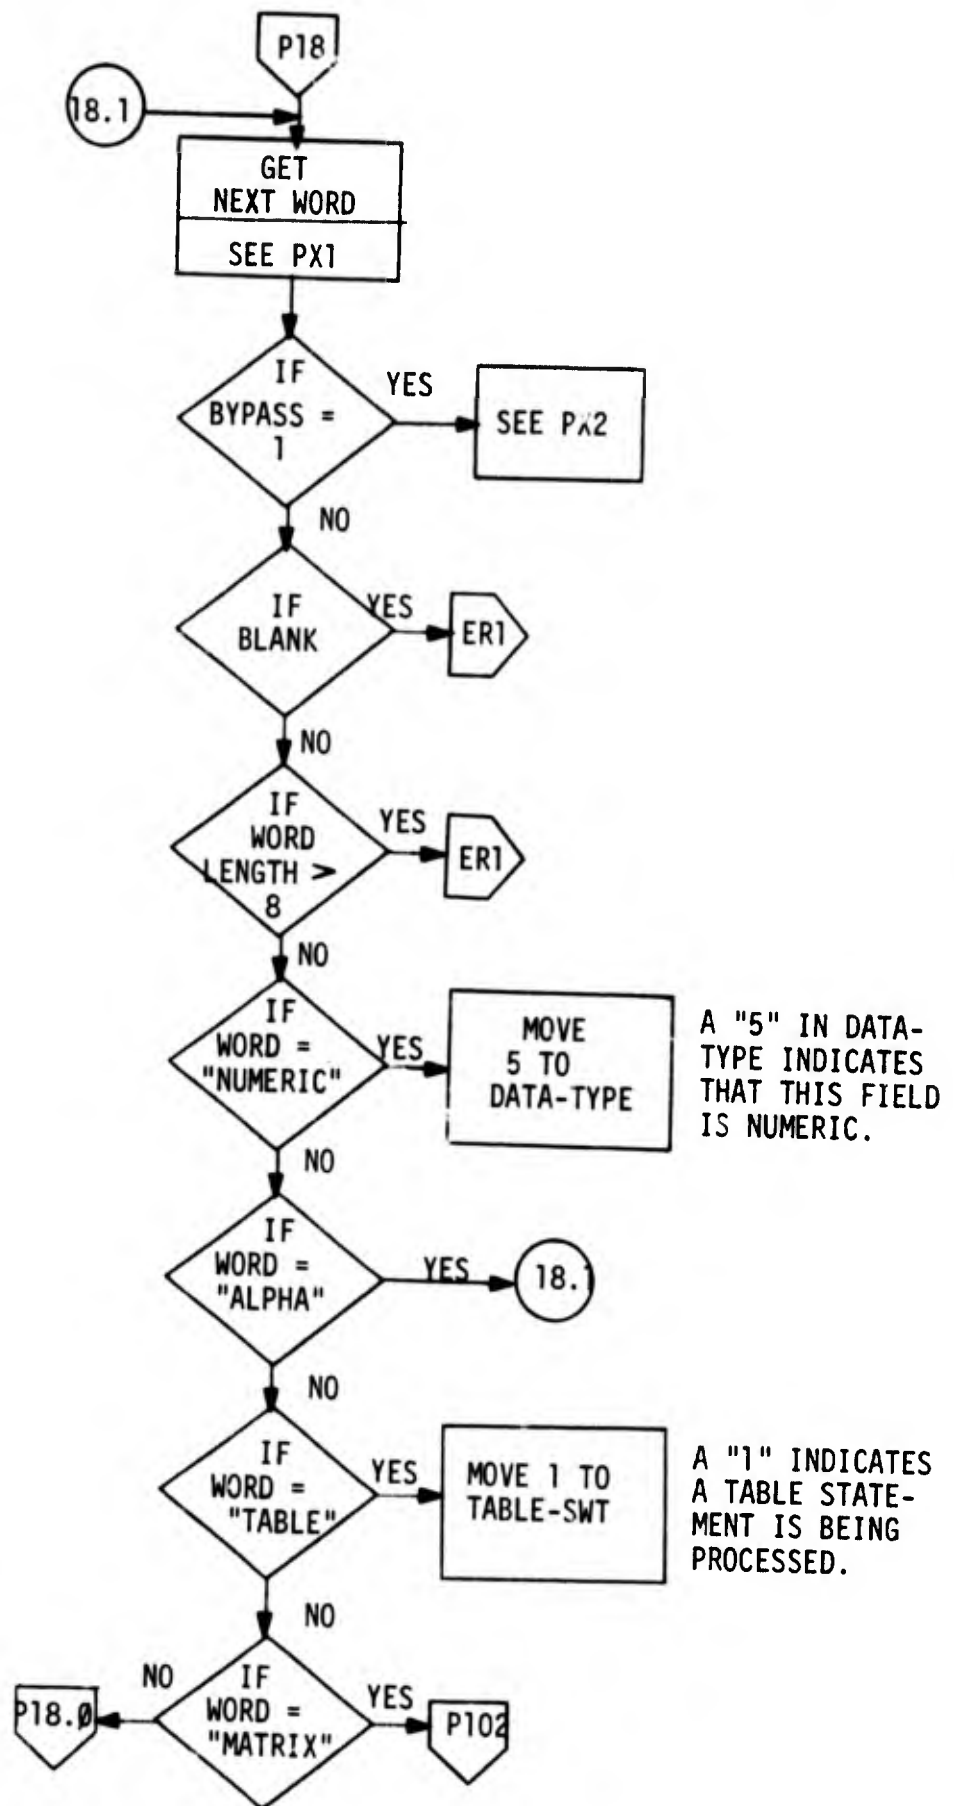 P18
18.1
GET
NEXT WORD
SEE PX1
IF
BYPASS =
1
YES
SEE PX2
NO
IF
BLANK
YES
ER1
NO
IF
WORD
LENGTH >
8
YES
ER1
NO
IF
WORD =
"NUMERIC"
YES
MOVE
5 TO
DATA-TYPE
A "5" IN DATA-
TYPE INDICATES
THAT THIS FIELD
IS NUMERIC.
NO
IF
WORD =
"ALPHA"
YES
18.1
NO
IF
WORD =
"TABLE"
YES
MOVE 1 TO
TABLE-SWT
A "1" INDICATES
A TABLE STATE-
MENT IS BEING
PROCESSED.
NO
IF
WORD =
"MATRIX"
NO
P18.0
YES
P102